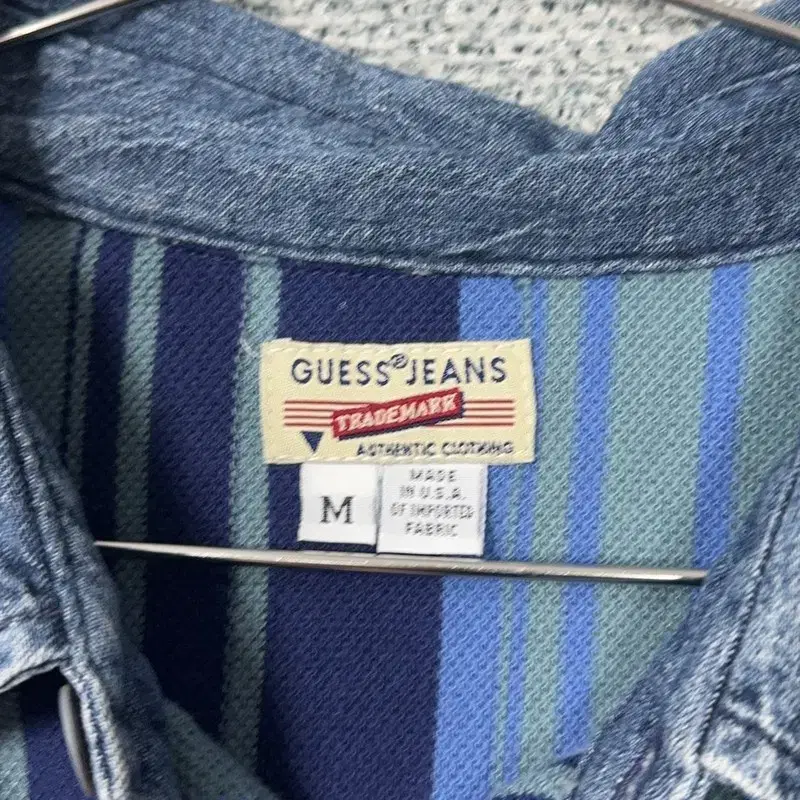 GUESS® JEANS
TRADEMARK
AUTHENTIC CLOTHING
M
MADE
IN U.S.A.
OF IMPORTED
FABRIC